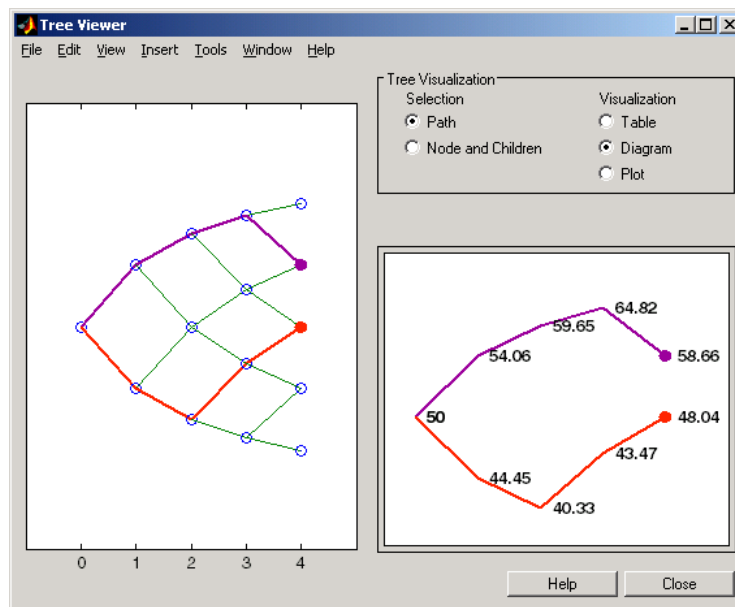 Tree Viewer
File Edit View Insert Tools Window Help
Tree Visualization
Selection
Visualization
Path
Table
Node and Children
Diagram
Plot
0 1 2 3 4
64.82
59.65
54.06
58.66
50
48.04
43.47
44.45
40.33
Help
Close